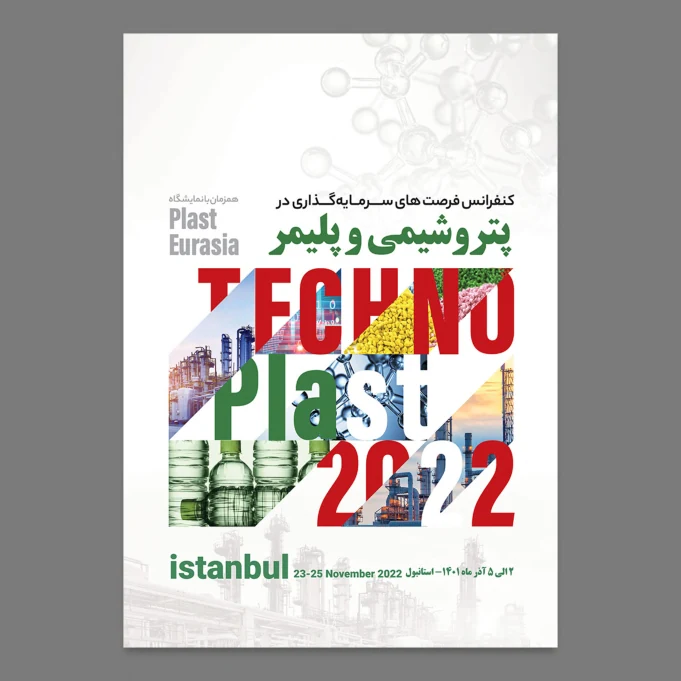 کنفرانس فرصت های سرمایه‌گذاری در
پتروشیمی و پلیمر
همزمان با نمایشگاه
Plast
Eurasia
TECHNO
Plast
2022
istanbul 23-25 November 2022 ۲ الی ۵ آذر ماه ۱۴۰۱ – استانبول